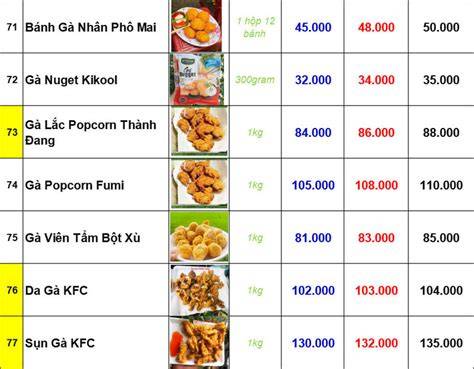 71 Bánh Gà Nhân Phô Mai 1 hộp 12 bánh 45.000 48.000 50.000
72 Gà Nuget Kikool 300gram 32.000 34.000 35.000
73 Gà Lắc Popcorn Thành Đang 1kg 84.000 86.000 88.000
74 Gà Popcorn Fumi 1kg 105.000 108.000 110.000
75 Gà Viên Tẩm Bột Xù 1kg 81.000 83.000 85.000
76 Da Gà KFC 1kg 102.000 103.000 104.000
77 Sụn Gà KFC 1kg 130.000 132.000 135.000